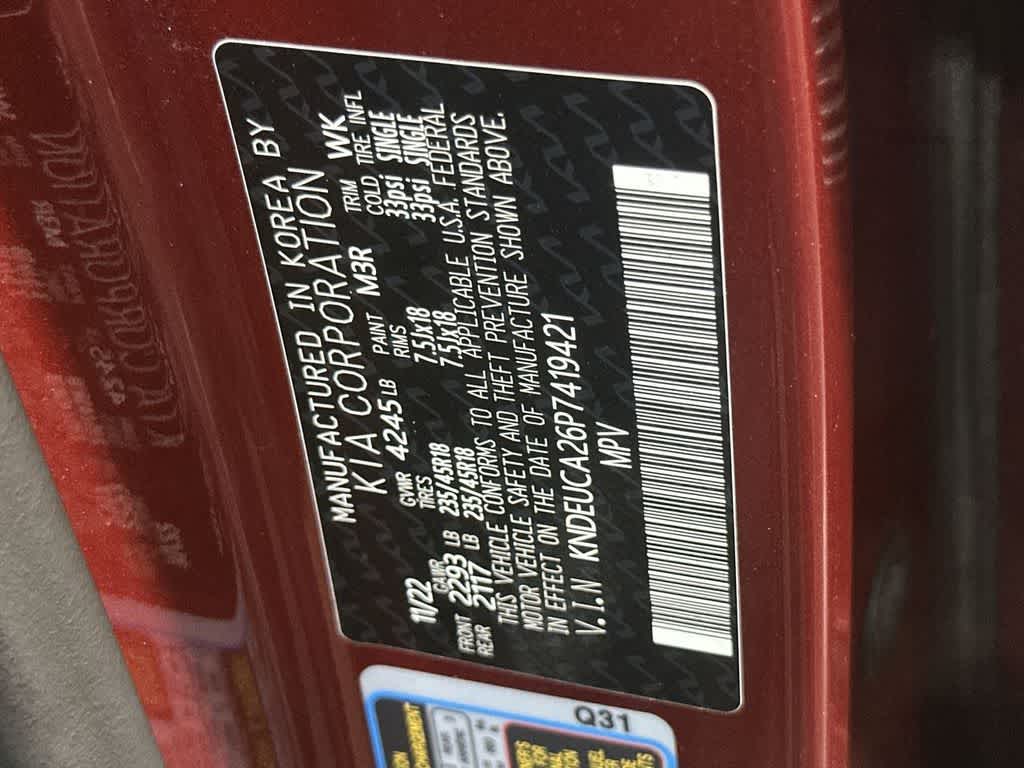 MANUFACTURED IN KOREA BY
KIA CORPORATION
11/22 GVWR 4245LB PAINT M3R TRIM WK
GAWR TIRES RIMS COLD TIRE INFL
FRONT 2293 LB 235/45R18 7.5Jx18 33psi SINGLE
REAR 2117 LB 235/45R18 7.5Jx18 33psi SINGLE
THIS VEHICLE CONFORMS TO ALL APPLICABLE U.S.A. FEDERAL
MOTOR VEHICLE SAFETY AND THEFT PREVENTION STANDARDS
IN EFFECT ON THE DATE OF MANUFACTURE SHOWN ABOVE.
V.I.N KNDEUCA26P7419421
MPV
Q31